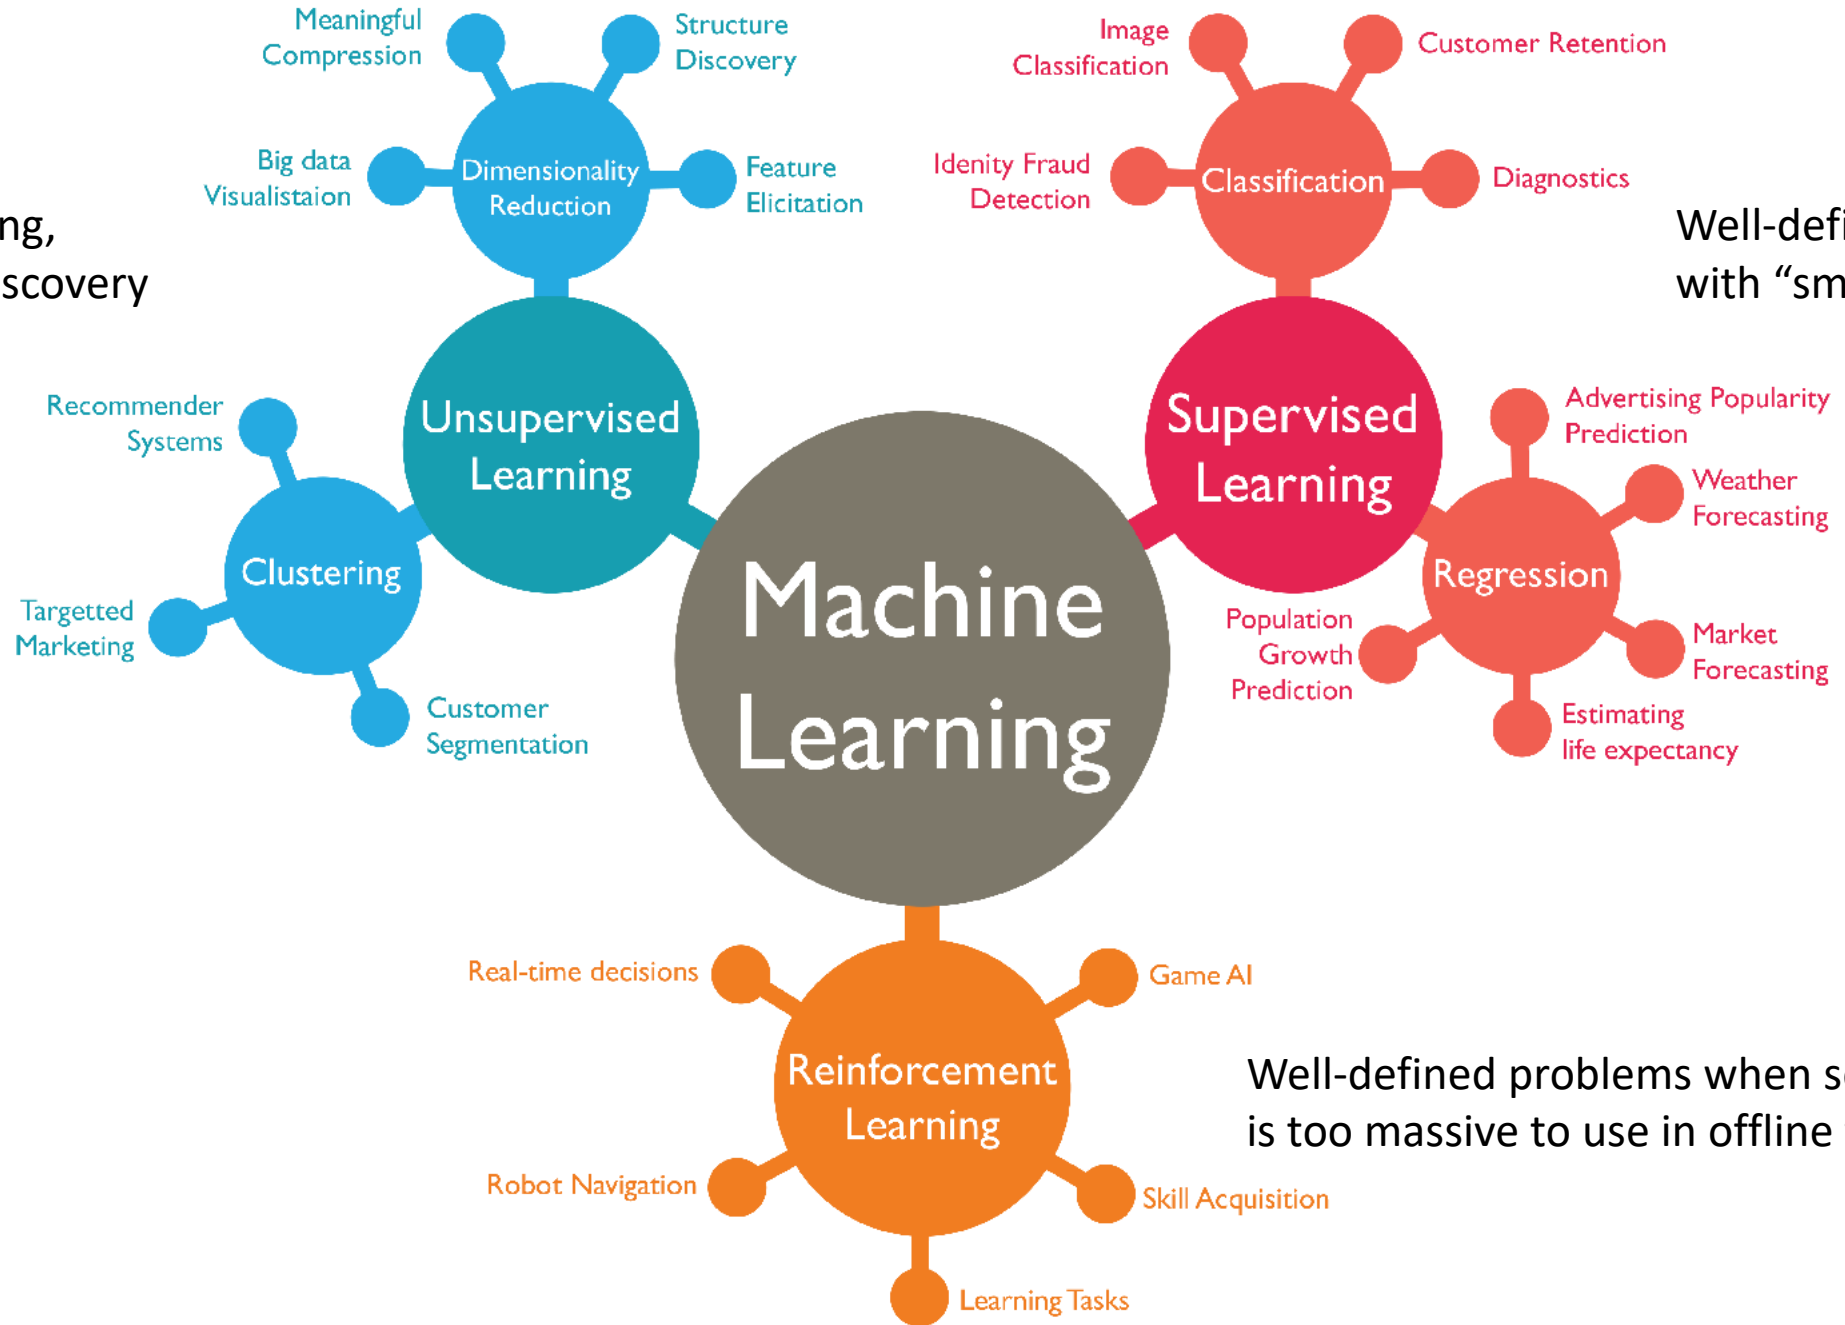 Meaningful
Compression
Structure
Discovery
Big data
Visualistaion
Dimensionality
Reduction
Feature
Elicitation
Image
Classification
Customer Retention
Idenity Fraud
Detection
Classification
Diagnostics
ng,
scovery
Well-defi
with “sm
Recommender
Systems
Unsupervised
Learning
Clustering
Targetted
Marketing
Customer
Segmentation
Machine
Learning
Supervised
Learning
Advertising Popularity
Prediction
Weather
Forecasting
Regression
Population
Growth
Prediction
Market
Forecasting
Estimating
life expectancy
Real-time decisions
Game AI
Reinforcement
Learning
Robot Navigation
Skill Acquisition
Learning Tasks
Well-defined problems when s
is too massive to use in offline